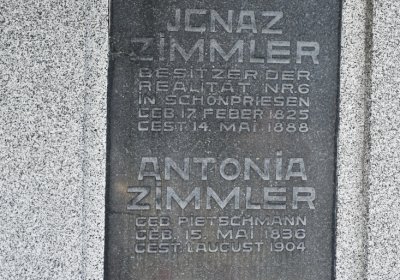 JGNAZ
ZIMMLER
BESITZER DER
REALITÄT NR.6
IN SCHÖNPRIESEN
GEB.17.FEBER 1825
GEST.14. MAI 1888
ANTONIA
ZIMMLER
GEB. PIETSCHMANN
GEB. 15. MAI 1836
GEST.1.AUGUST 1904